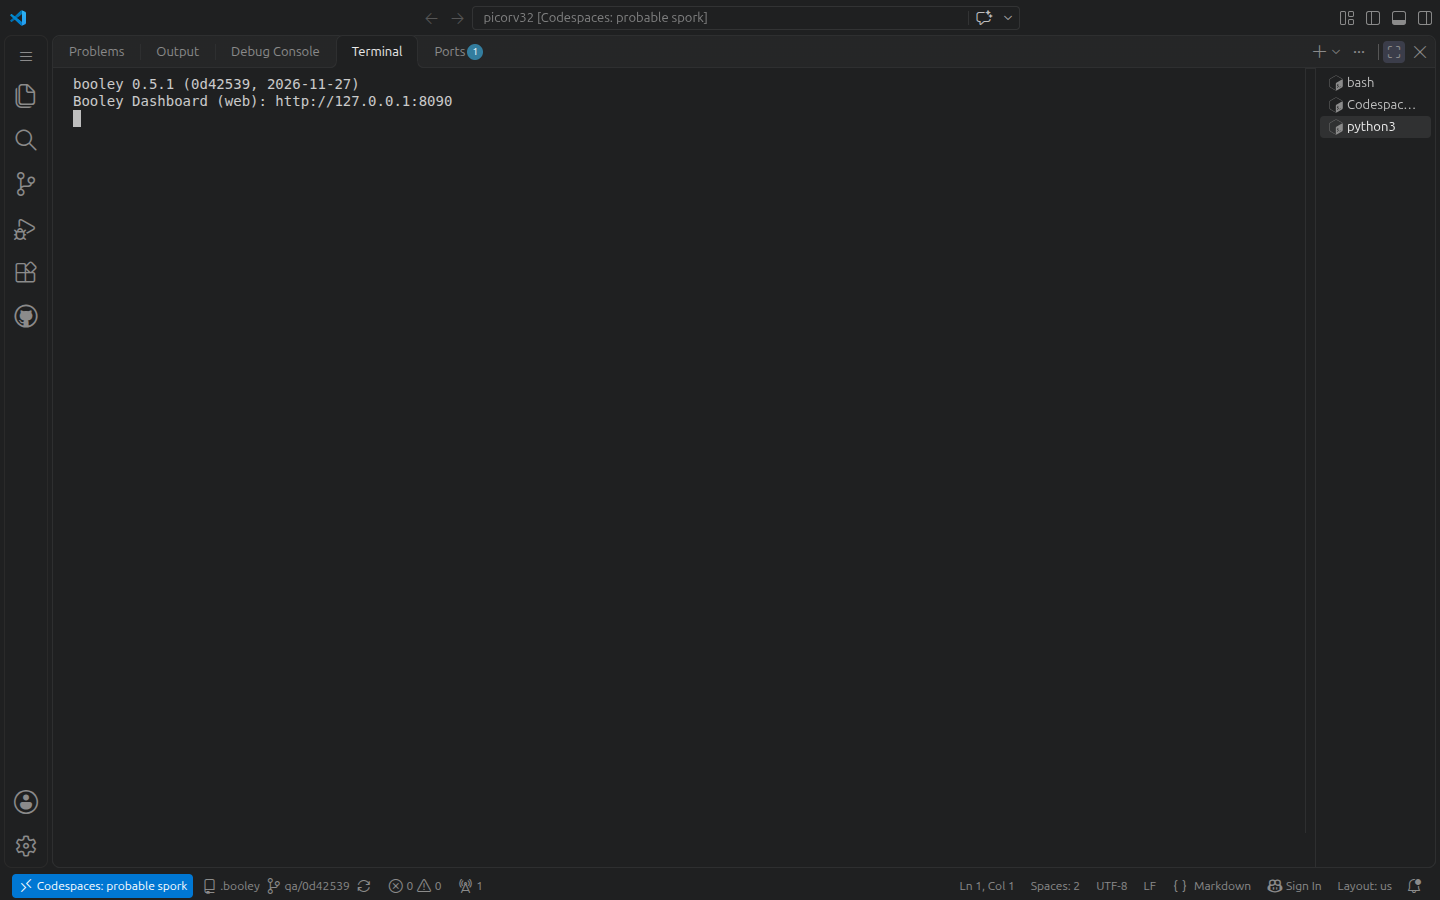 picorv32 [Codespaces: probable spork]
Problems
Output
Debug Console
Terminal
Ports 1
booley 0.5.1 (0d42539, 2026-11-27)
Booley Dashboard (web): http://127.0.0.1:8090
bash
Codespac...
python3
Codespaces: probable spork
.booley
qa/0d42539
0
0
1
Ln 1, Col 1
Spaces: 2
UTF-8
LF
{ } Markdown
Sign In
Layout: us